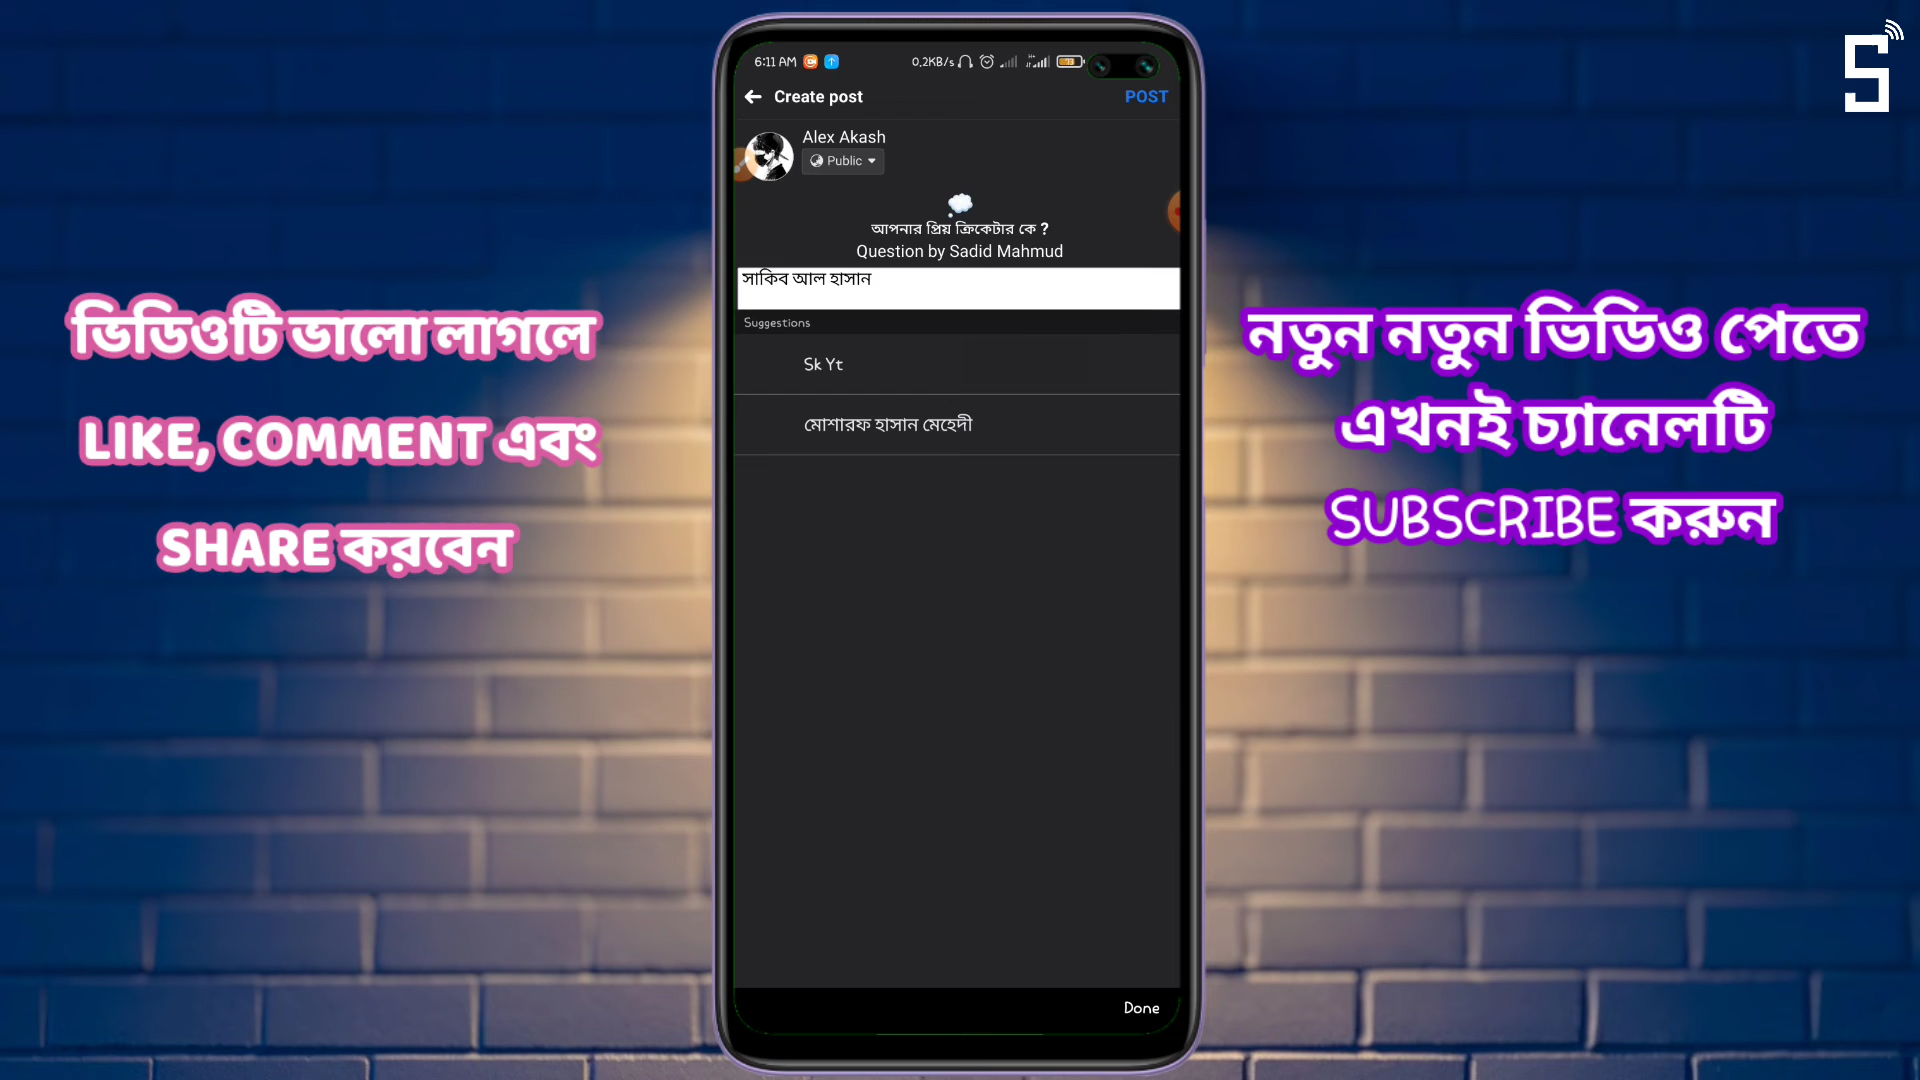 6:11 AM
0.2KB/s
Create post
POST
Alex Akash
Public
আপনার প্রিয় ক্রিকেটার কে ?
Question by Sadid Mahmud
সাকিব আল হাসান
Suggestions
Sk Yt
মোশারফ হাসান মেহেদী
Done
ভিডিওটি ভালো লাগলে
LIKE, COMMENT এবং
SHARE করবেন
নতুন নতুন ভিডিও পেতে
এখনই চ্যানেলটি
SUBSCRIBE করুন
S